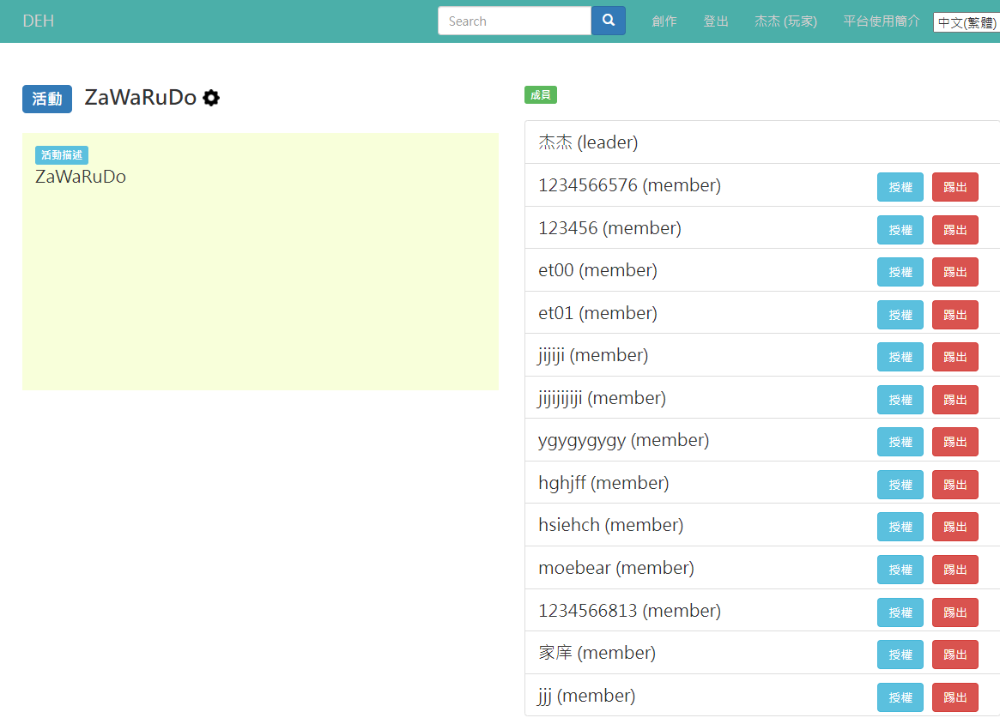 DEH
Search
創作
登出
杰杰 (玩家)
平台使用簡介
中文(繁體)
活動 ZaWaRuDo
活動描述
ZaWaRuDo
成員
杰杰 (leader)
1234566576 (member) 授權 踢出
123456 (member) 授權 踢出
et00 (member) 授權 踢出
et01 (member) 授權 踢出
jijiji (member) 授權 踢出
jijijijiji (member) 授權 踢出
ygygygygy (member) 授權 踢出
hghjff (member) 授權 踢出
hsiehch (member) 授權 踢出
moebear (member) 授權 踢出
1234566813 (member) 授權 踢出
家庠 (member) 授權 踢出
jjj (member) 授權 踢出